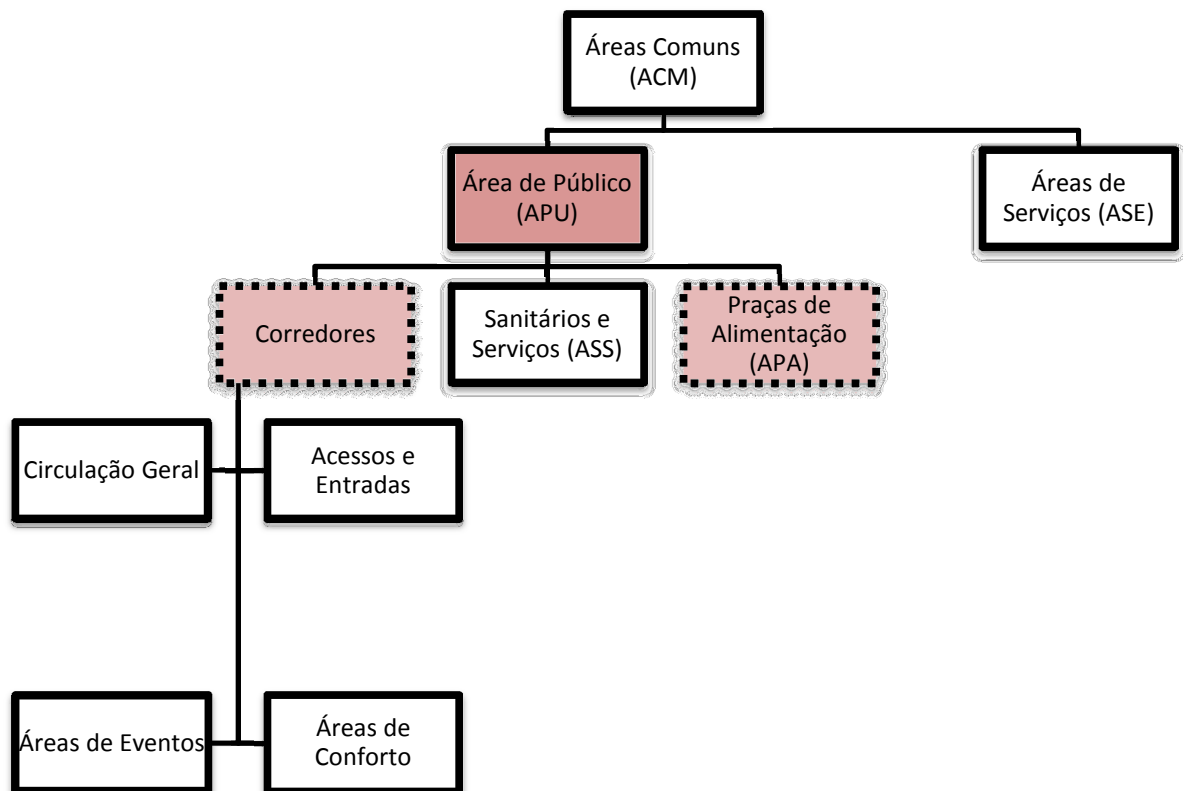 Áreas Comuns
(ACM)
Área de Público
(APU)
Áreas de
Serviços (ASE)
Corredores
Sanitários e
Serviços (ASS)
Praças de
Alimentação
(APA)
Circulação Geral
Acessos e
Entradas
Áreas de Eventos
Áreas de
Conforto